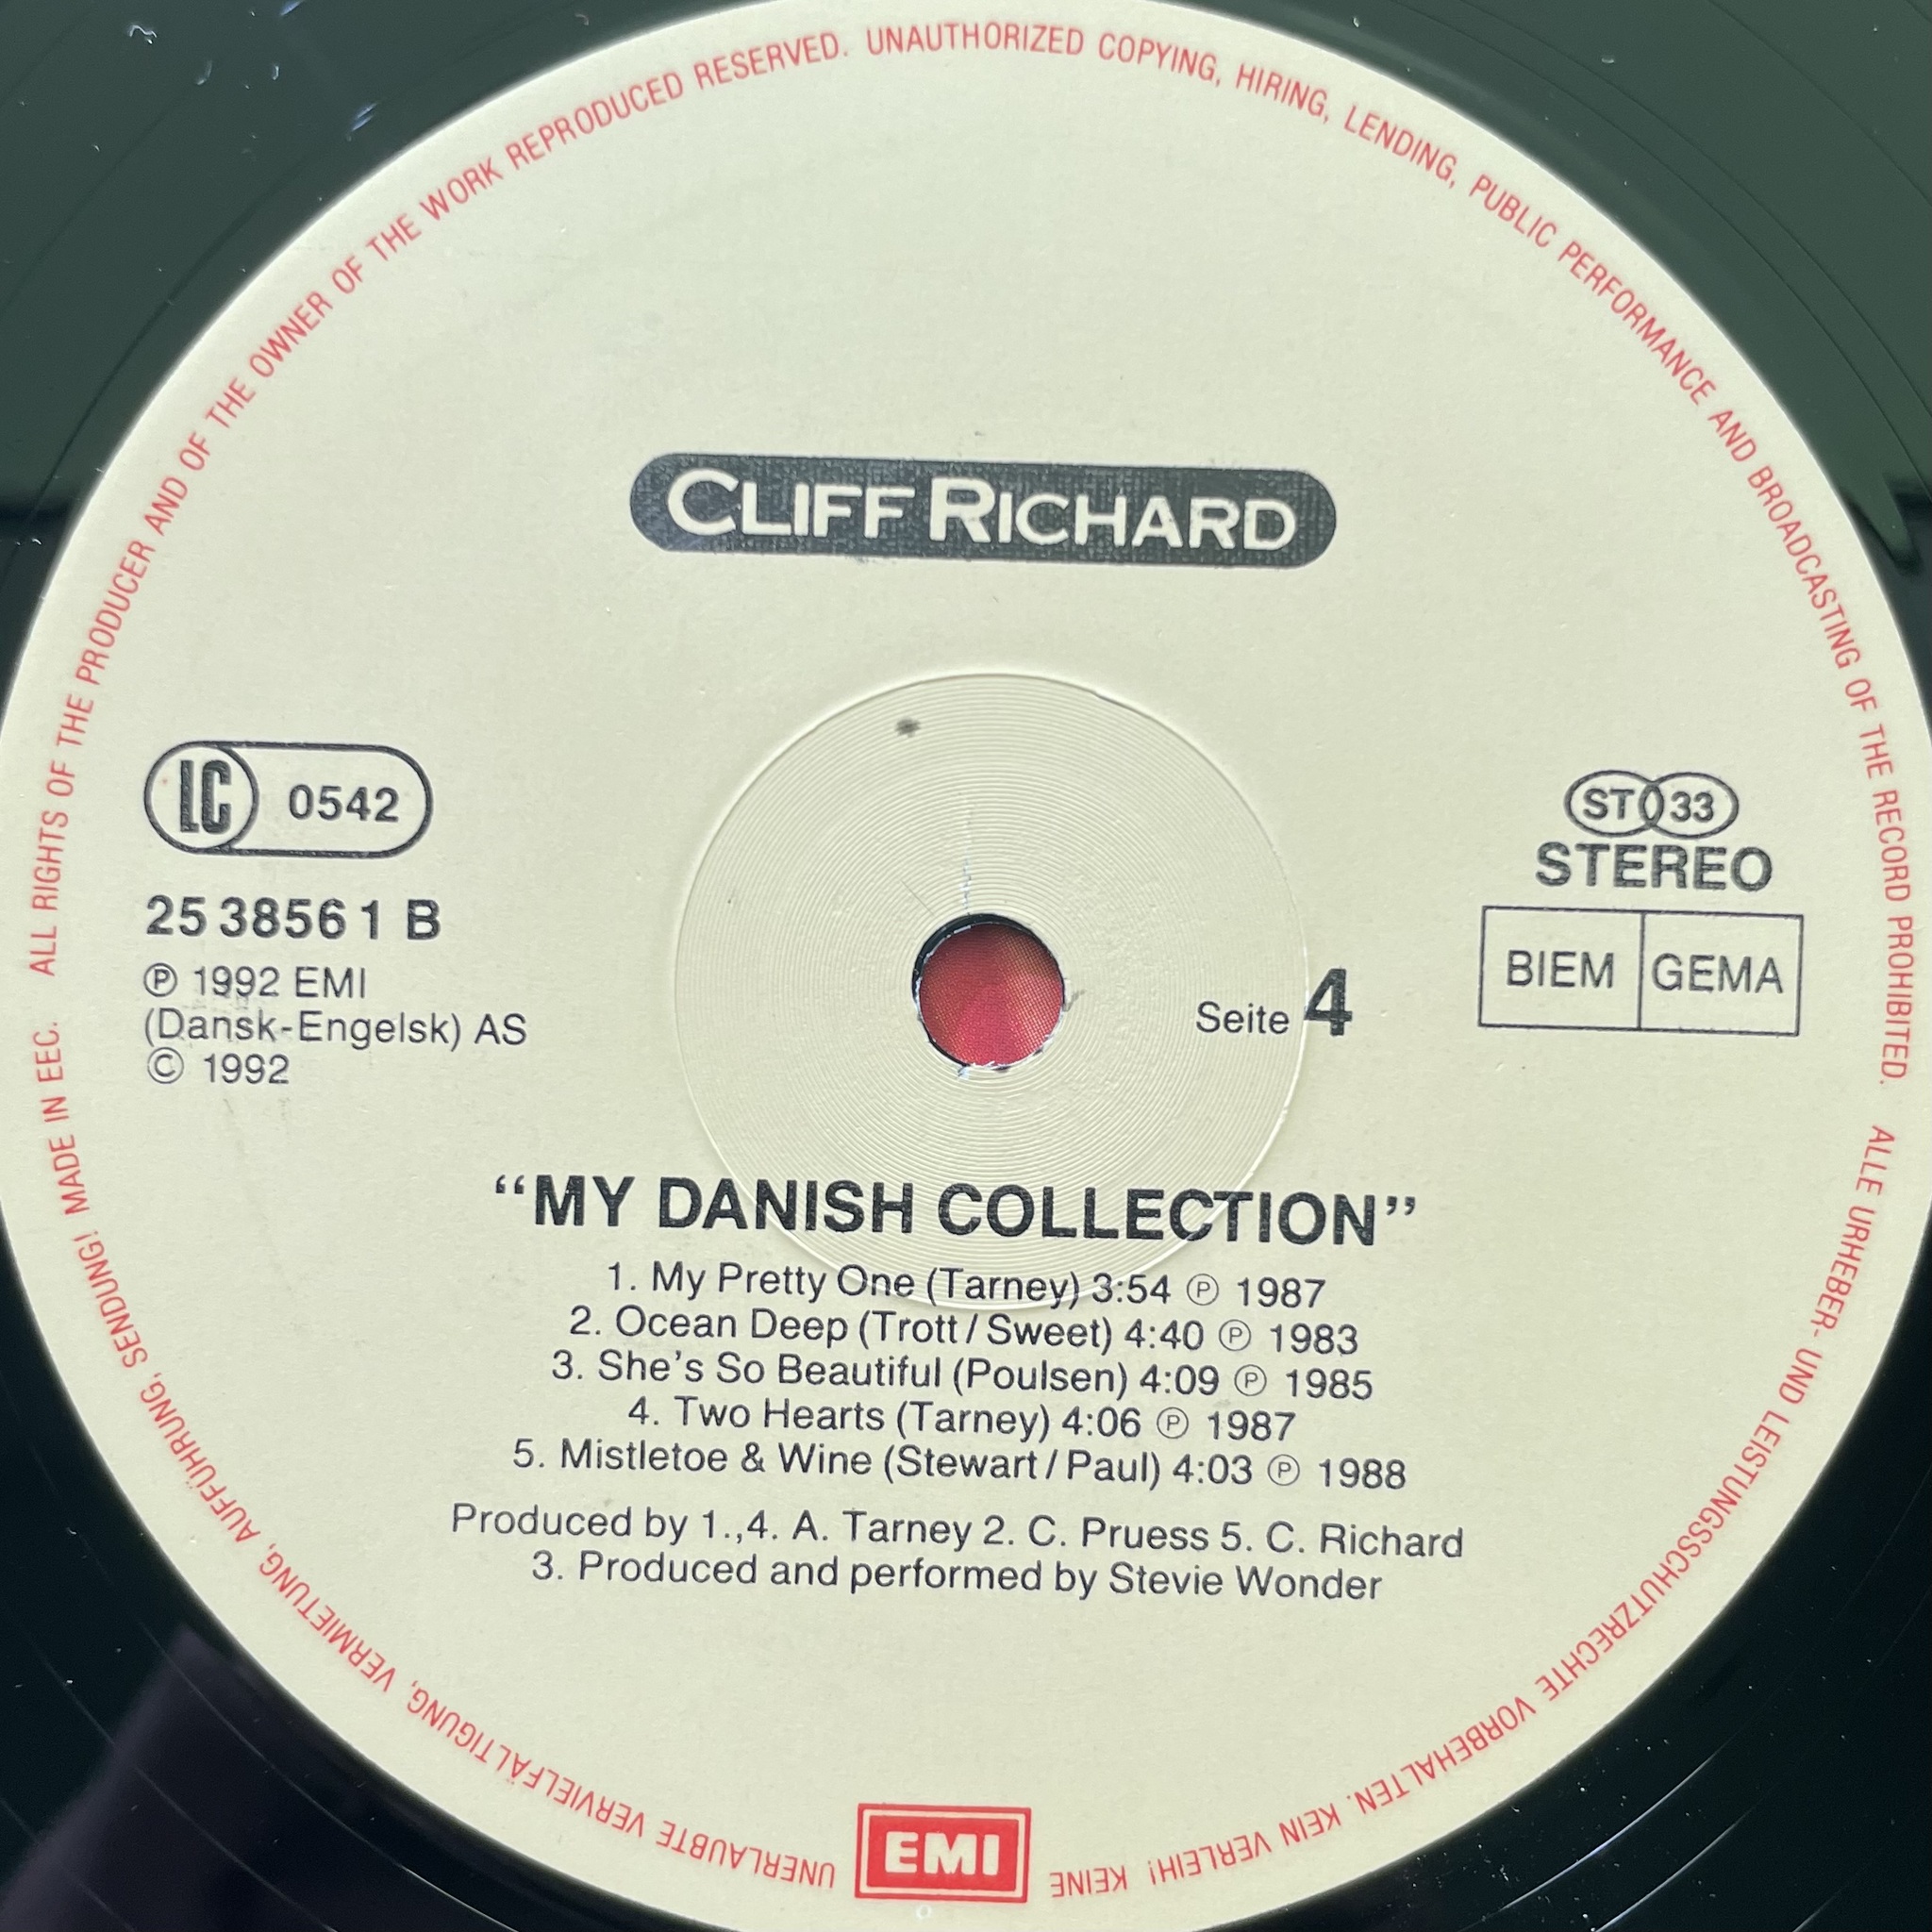 ALL RIGHTS OF THE PRODUCER AND OF THE OWNER OF THE WORK REPRODUCED RESERVED. UNAUTHORIZED COPYING, HIRING, LENDING, PUBLIC PERFORMANCE AND BROADCASTING OF THE RECORD PROHIBITED.
ALLE URHEBER- UND LEISTUNGSSCHUTZRECHTE VORBEHALTEN. KEIN VERLEIH! KEINE UNERLAUBTE VERVIELFÄLTIGUNG, VERMIETUNG, AUFFÜHRUNG, SENDUNG! MADE IN EEC.
CLIFF RICHARD
LC 0542
25 3856 1 B
℗ 1992 EMI
(Dansk-Engelsk) AS
© 1992
Seite 4
ST 33
STEREO
BIEM GEMA
“MY DANISH COLLECTION”
1. My Pretty One (Tarney) 3:54 ℗ 1987
2. Ocean Deep (Trott/Sweet) 4:40 ℗ 1983
3. She's So Beautiful (Poulsen) 4:09 ℗ 1985
4. Two Hearts (Tarney) 4:06 ℗ 1987
5. Mistletoe & Wine (Stewart/Paul) 4:03 ℗ 1988
Produced by 1.,4. A. Tarney 2. C. Pruess 5. C. Richard
3. Produced and performed by Stevie Wonder
EMI